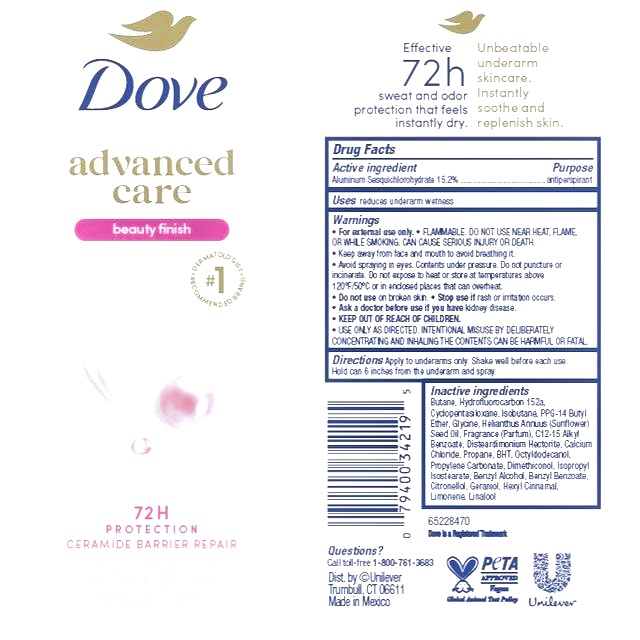 Dove
advanced
care
beauty finish
DERMATOLOGIST
#1
RECOMMENDED BRAND
72H
PROTECTION
CERAMIDE BARRIER REPAIR
Effective
72h
sweat and odor
protection that feels
instantly dry.
Unbeatable
underarm
skincare.
Instantly
soothe and
replenish skin.
Drug Facts
Active ingredient Purpose
Aluminum Sesquichlorohydrate 15.2% antiperspirant
Uses reduces underarm wetness
Warnings
• For external use only. • FLAMMABLE. DO NOT USE NEAR HEAT, FLAME,
OR WHILE SMOKING. CAN CAUSE SERIOUS INJURY OR DEATH.
• Keep away from face and mouth to avoid breathing it.
• Avoid spraying in eyes. Contents under pressure. Do not puncture or
incinerate. Do not expose to heat or store at temperatures above
120°F/50°C or in enclosed places that can overheat.
• Do not use on broken skin. • Stop use if rash or irritation occurs.
• Ask a doctor before use if you have kidney disease.
• KEEP OUT OF REACH OF CHILDREN.
• USE ONLY AS DIRECTED. INTENTIONAL MISUSE BY DELIBERATELY
CONCENTRATING AND INHALING THE CONTENTS CAN BE HARMFUL OR FATAL.
Directions Apply to underarms only. Shake well before each use.
Hold can 6 inches from the underarm and spray.
Inactive ingredients
Butane, Hydrofluorocarbon 152a,
Cyclopentasiloxane, Isobutane, PPG-14 Butyl
Ether, Glycine, Helianthus Annuus (Sunflower)
Seed Oil, Fragrance (Parfum), C12-15 Alkyl
Benzoate, Disteardimonium Hectorite, Calcium
Chloride, Propane, BHT, Octyldodecanol,
Propylene Carbonate, Dimethiconol, Isopropyl
Isostearate, Benzyl Alcohol, Benzyl Benzoate,
Citronellol, Geraniol, Hexyl Cinnamal,
Limonene, Linalool
0 79400 34219 5
65228470
Dove is a Registered Trademark
Questions?
Call toll-free 1-800-761-3683
Dist. by ©Unilever
Trumbull, CT 06611
Made in Mexico
PETA
APPROVED
Vegan
Global Animal Test Policy
Unilever